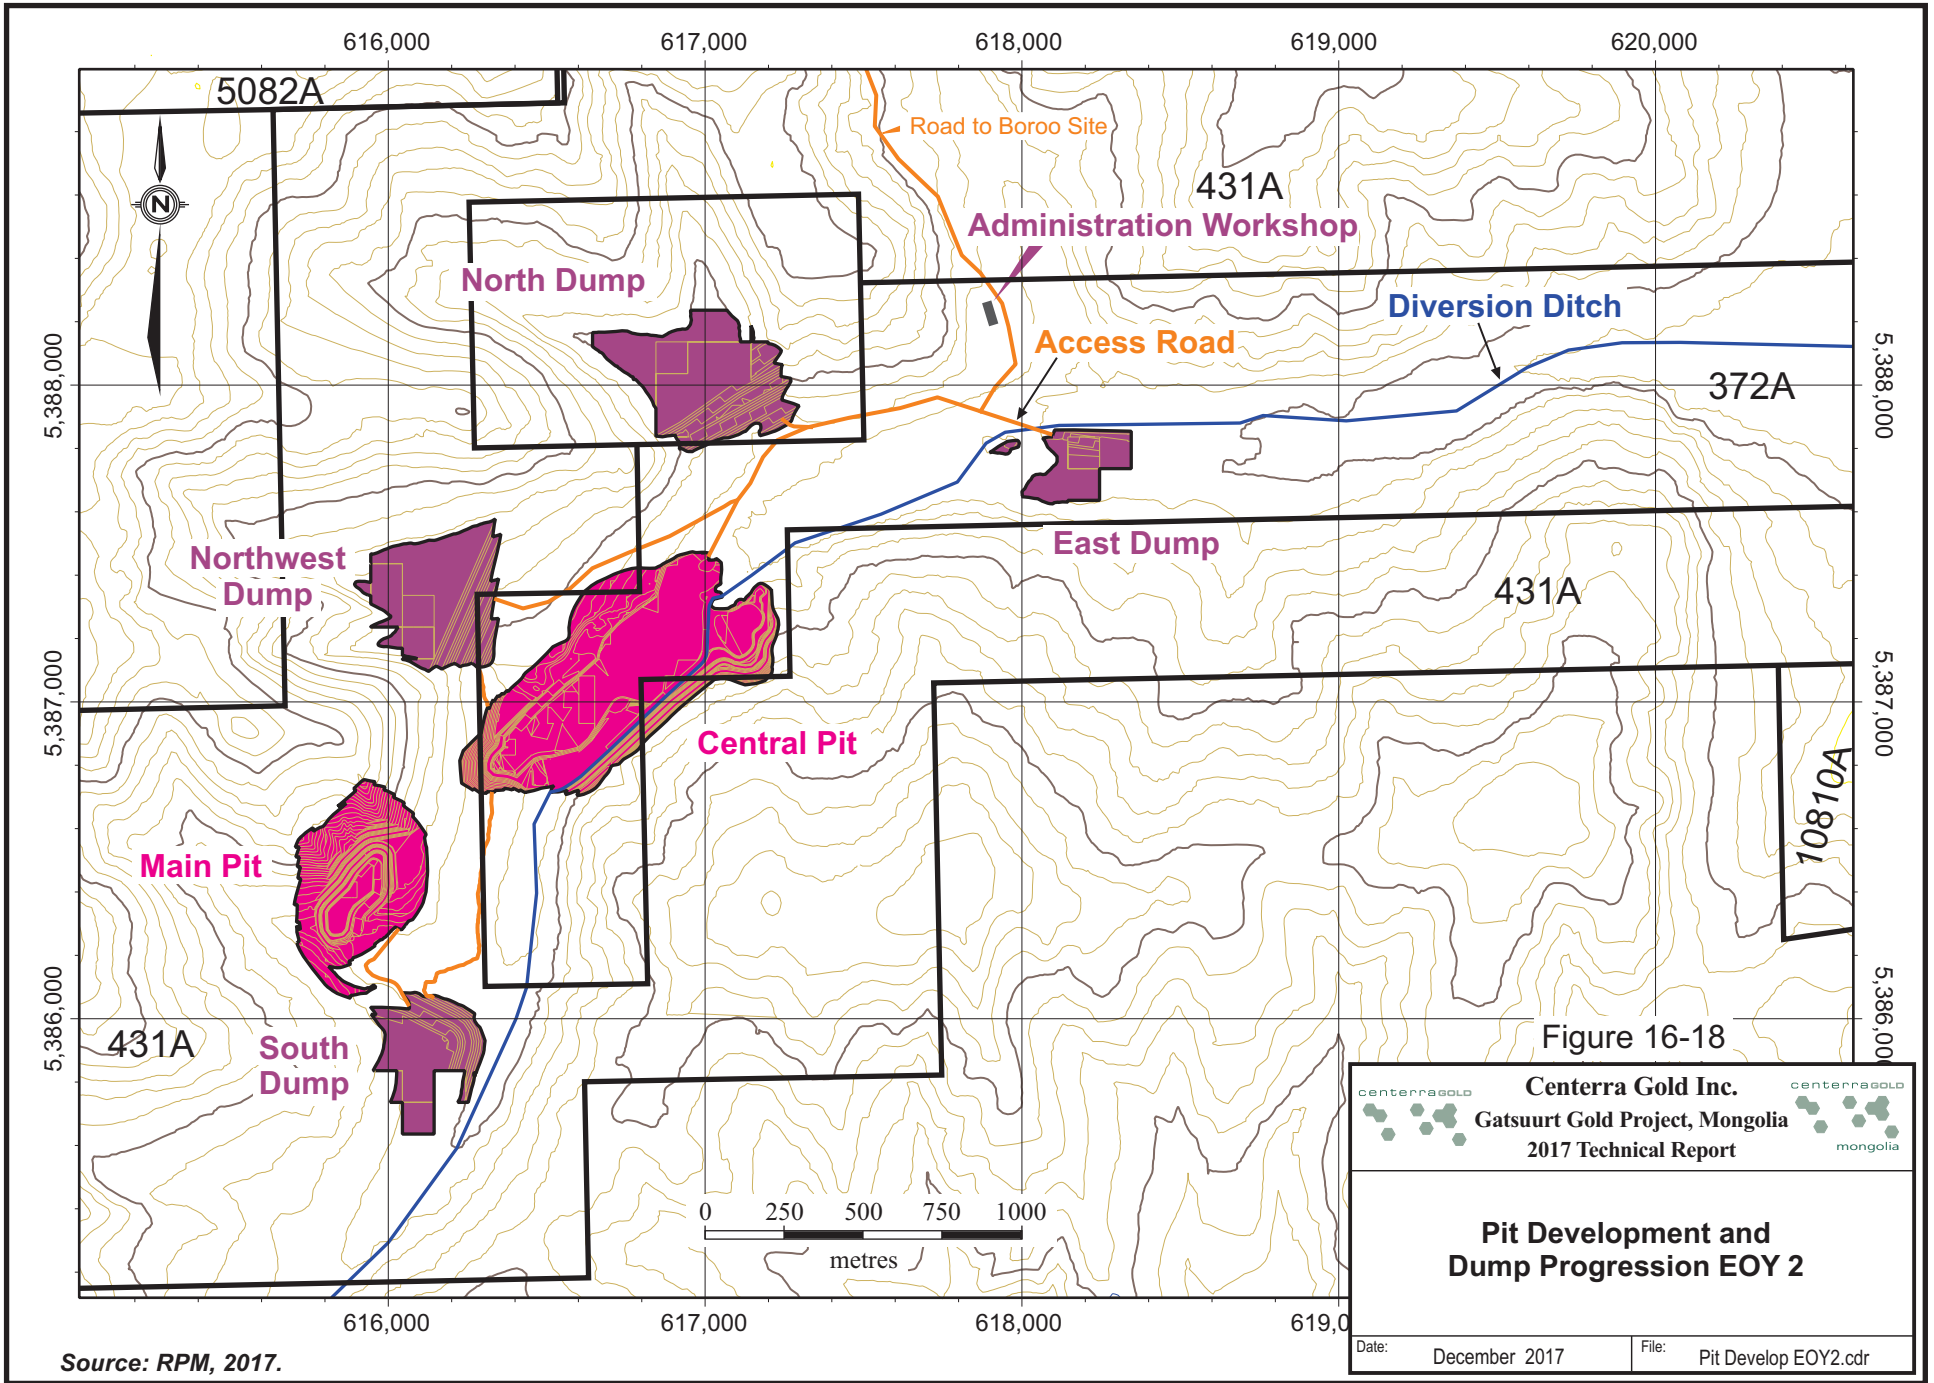 616,000
617,000
618,000
619,000
620,000
5082A
Road to Boroo Site
431A
N
Administration Workshop
North Dump
Diversion Ditch
Access Road
5,388,000
5,388,000
372A
Northwest
Dump
East Dump
431A
5,387,000
5,387,000
Central Pit
10810A
Main Pit
5,386,000
5,386,000
431A
South
Dump
Figure 16-18
centerraGOLD
Centerra Gold Inc.
Gatsuurt Gold Project, Mongolia
2017 Technical Report
centerraGOLD
mongolia
0 250 500 750 1000
metres
Pit Development and
Dump Progression EOY 2
616,000
617,000
618,000
619,0
Date: December 2017
File: Pit Develop EOY2.cdr
Source: RPM, 2017.